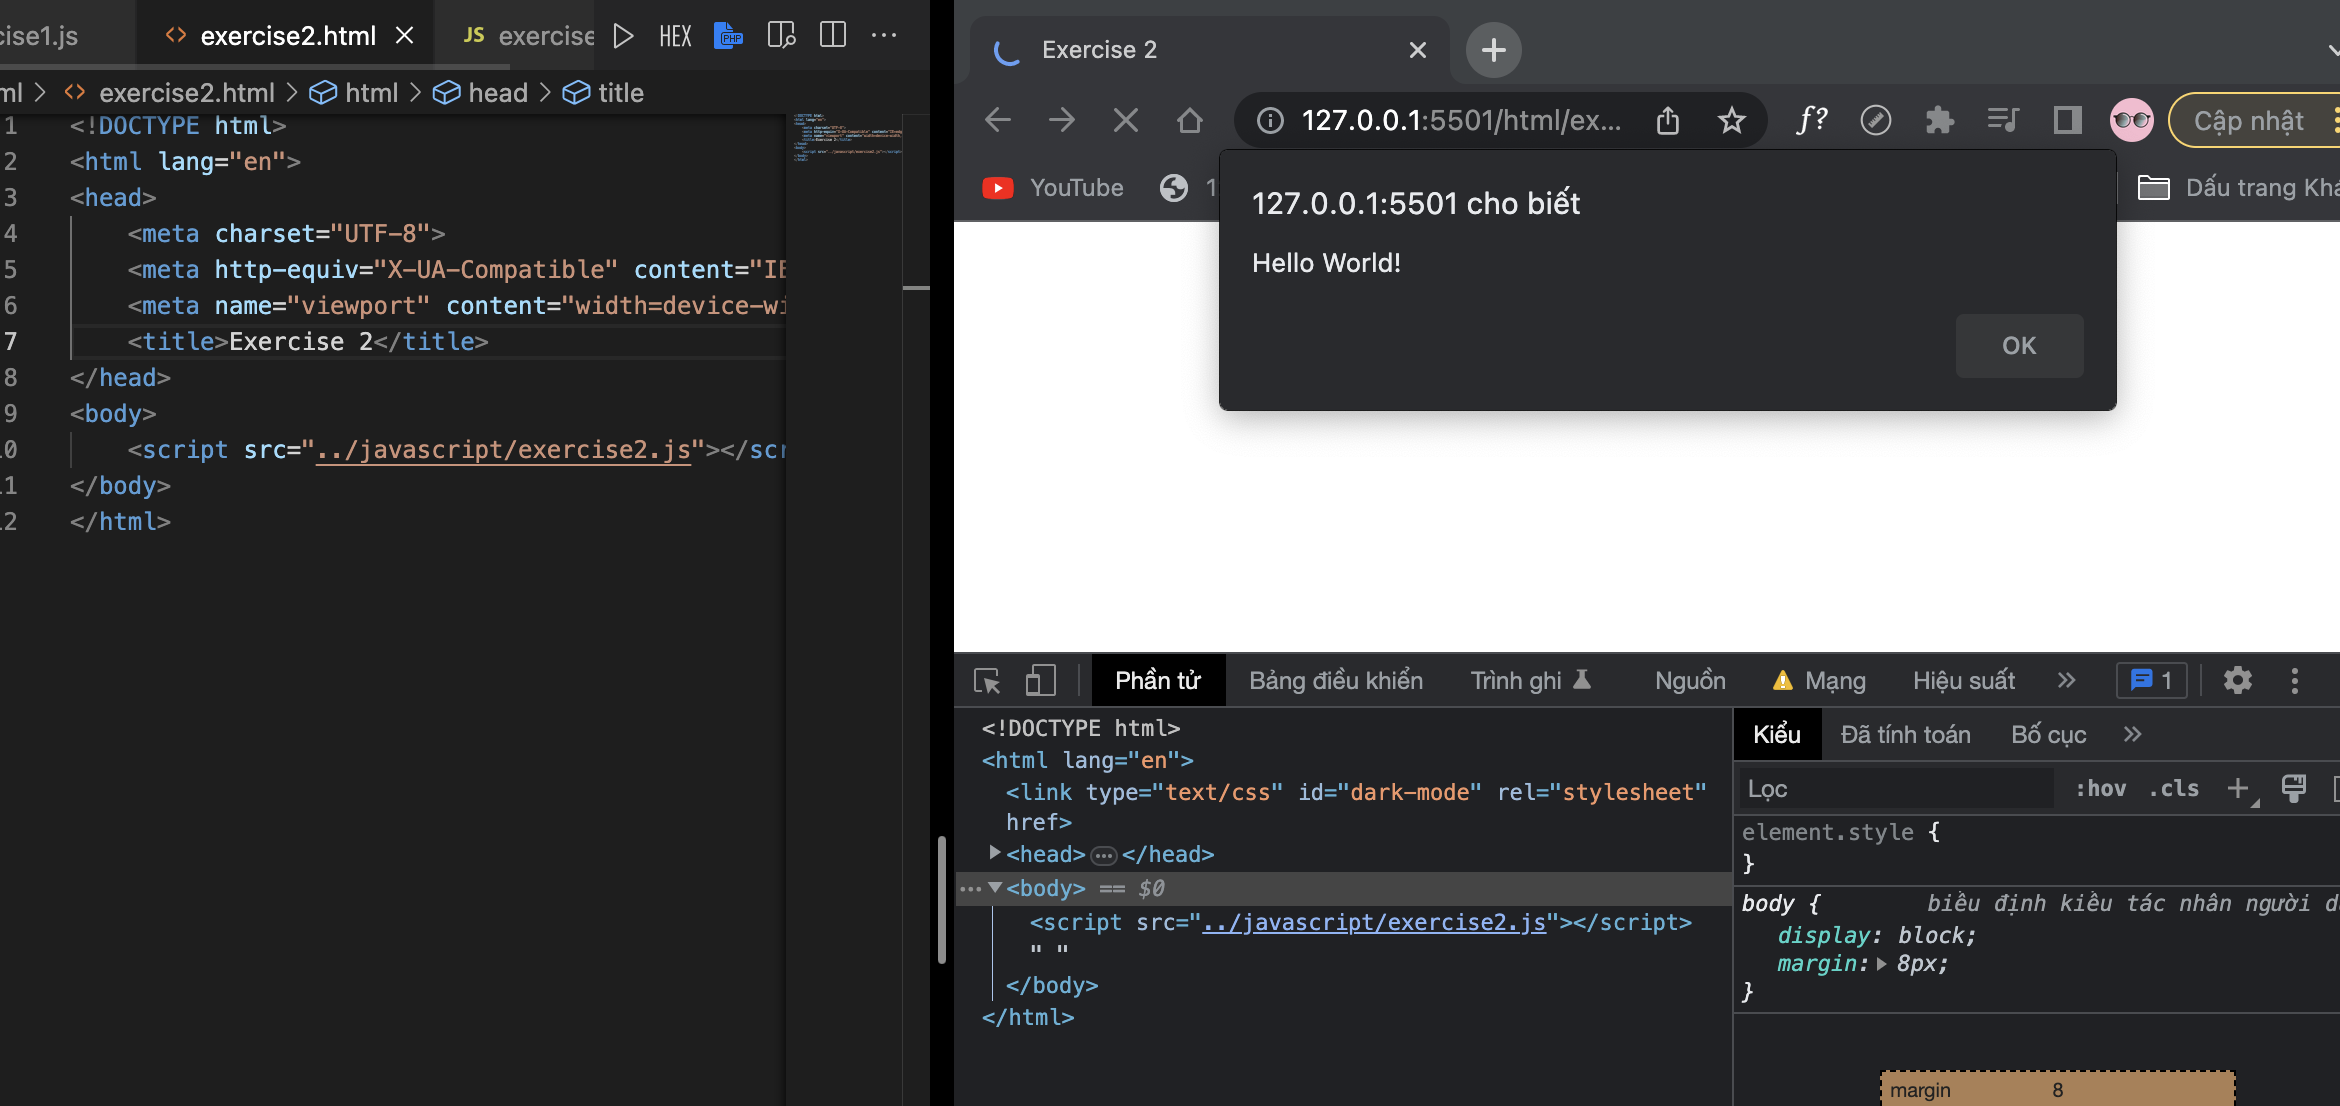 cise1.js
<> exercise2.html ×
JS exercise
HEX
PHP
ml > <> exercise2.html > html > head > title
1 <!DOCTYPE html>
2 <html lang="en">
3 <head>
4 <meta charset="UTF-8">
5 <meta http-equiv="X-UA-Compatible" content="IE
6 <meta name="viewport" content="width=device-wi
7 <title>Exercise 2</title>
8 </head>
9 <body>
10 <script src="../javascript/exercise2.js"></scr
11 </body>
12 </html>
Exercise 2
127.0.0.1:5501/html/ex...
f?
Cập nhật
YouTube
1
Dấu trang Khá
127.0.0.1:5501 cho biết
Hello World!
OK
Phần tử Bảng điều khiển Trình ghi Nguồn Mạng Hiệu suất » 1
<!DOCTYPE html>
<html lang="en">
<link type="text/css" id="dark-mode" rel="stylesheet"
href>
<head>…</head>
… <body> == $0
<script src="../javascript/exercise2.js"></script>
" "
</body>
</html>
Kiểu Đã tính toán Bố cục »
Lọc :hov .cls +
element.style {
}
body { biểu định kiểu tác nhân người d
display: block;
margin: 8px;
}
margin 8